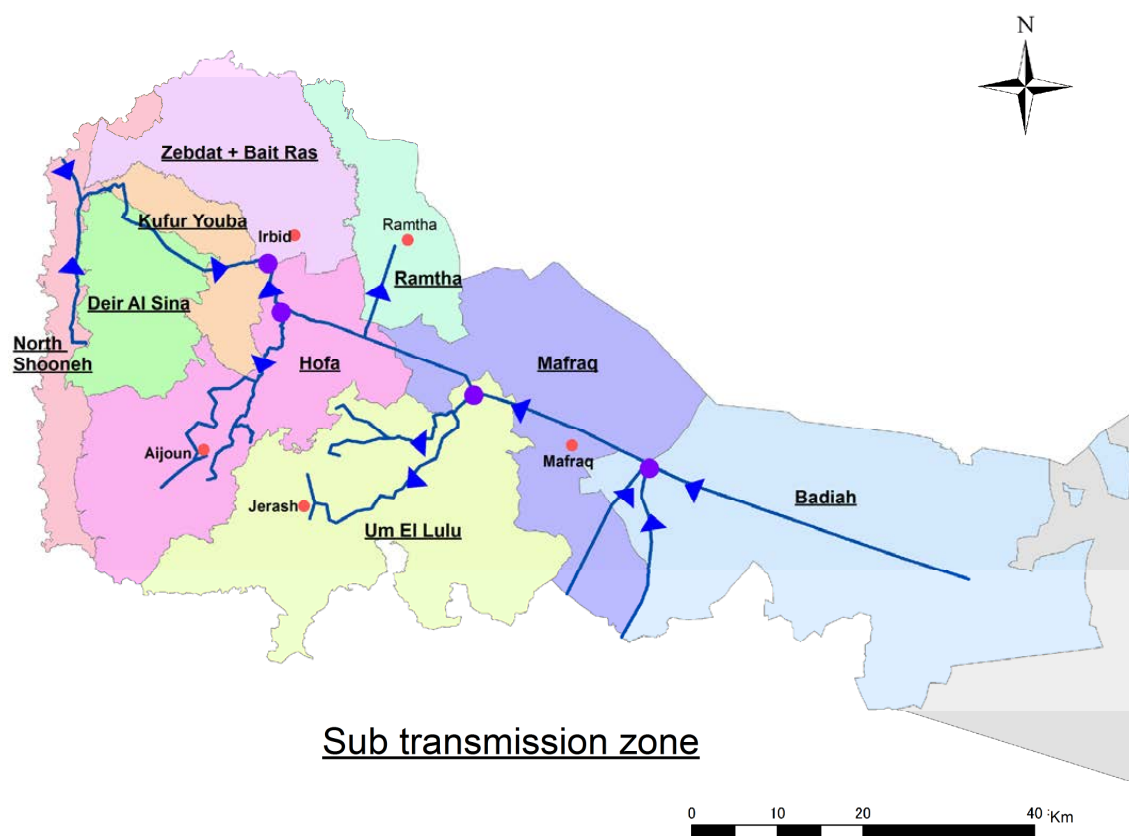 N
Zebdat + Bait Ras
Kufur Youba
Irbid
Ramtha
Ramtha
Deir Al Sina
North
Shooneh
Hofa
Mafraq
Aijoun
Mafraq
Badiah
Jerash
Um El Lulu
Sub transmission zone
0 10 20 40 Km